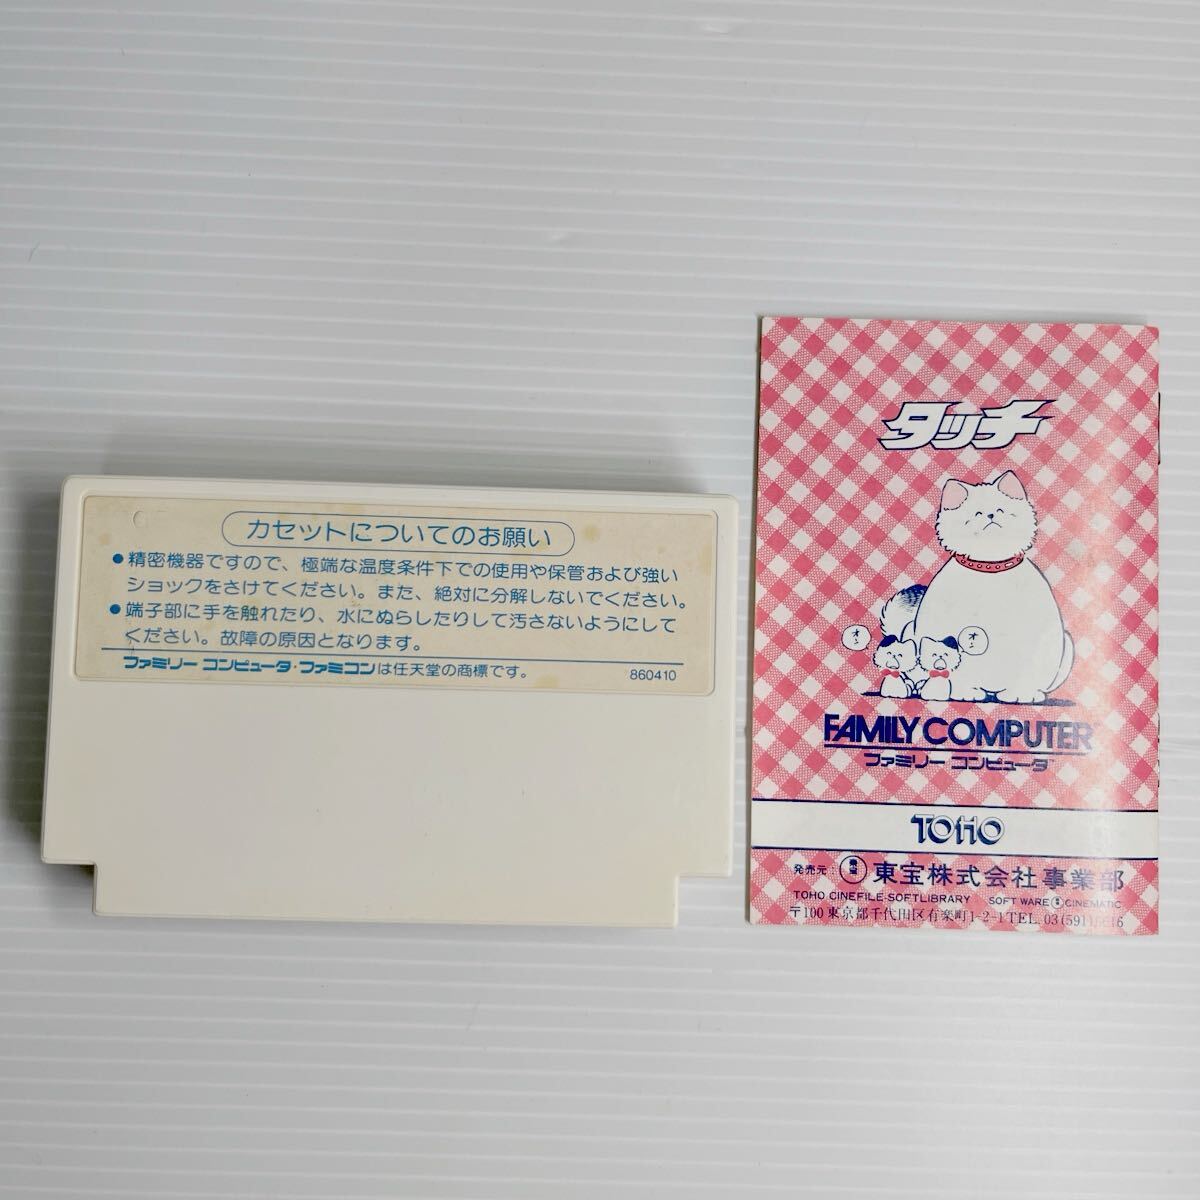 カセットについてのお願い
●精密機器ですので、極端な温度条件下での使用や保管および強い
ショックをさけてください。また、絶対に分解しないでください。
●端子部に手を触れたり、水にぬらしたりして汚さないようにして
ください。故障の原因となります。
ファミリー コンピュータ・ファミコンは任天堂の商標です。
860410
タッチ
オン
オン
FAMILY COMPUTER
ファミリー コンピュータ
TOHO
発売元：東宝 東宝株式会社事業部
TOHO CINEFILE-SOFTLIBRARY SOFT WARE CINEMATIC
〒100 東京都千代田区有楽町1-2-1 TEL. 03(591)